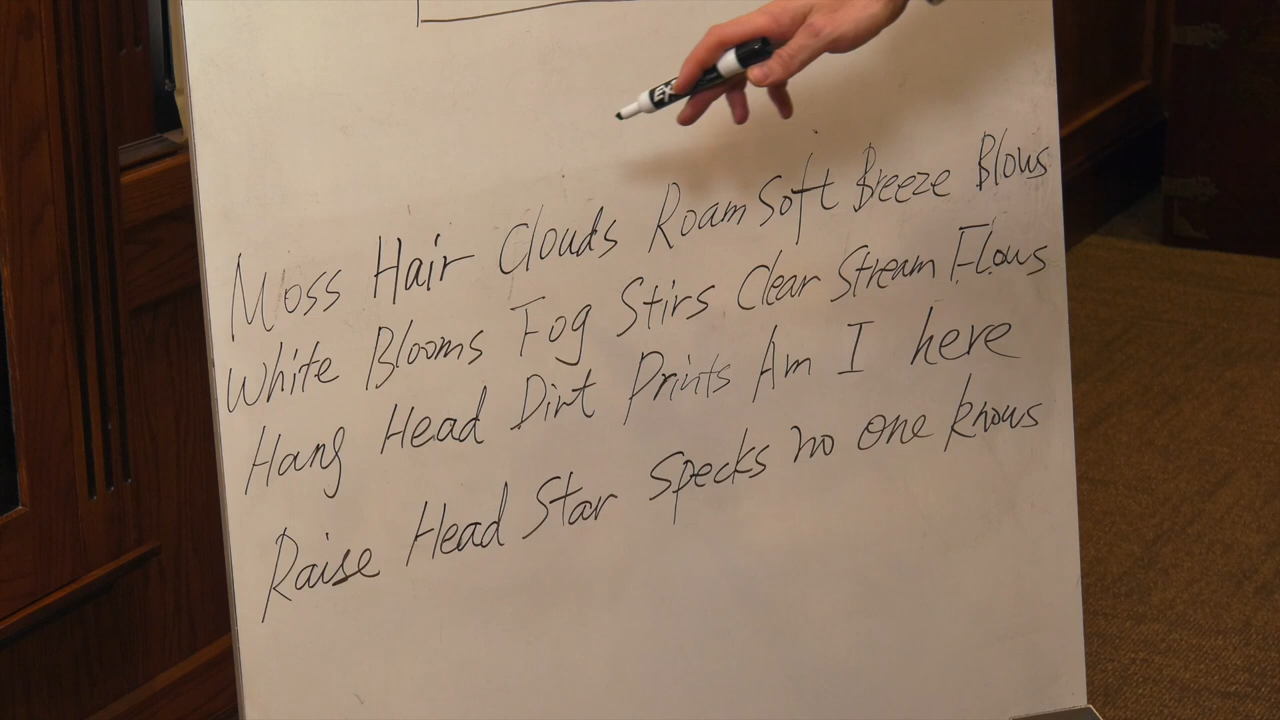 Moss Hair Clouds Roam Soft Breeze Blows
White Blooms Fog Stirs Clear Stream Flows
Hang Head Dirt Prints Am I here
Raise Head Star Specks no one knows